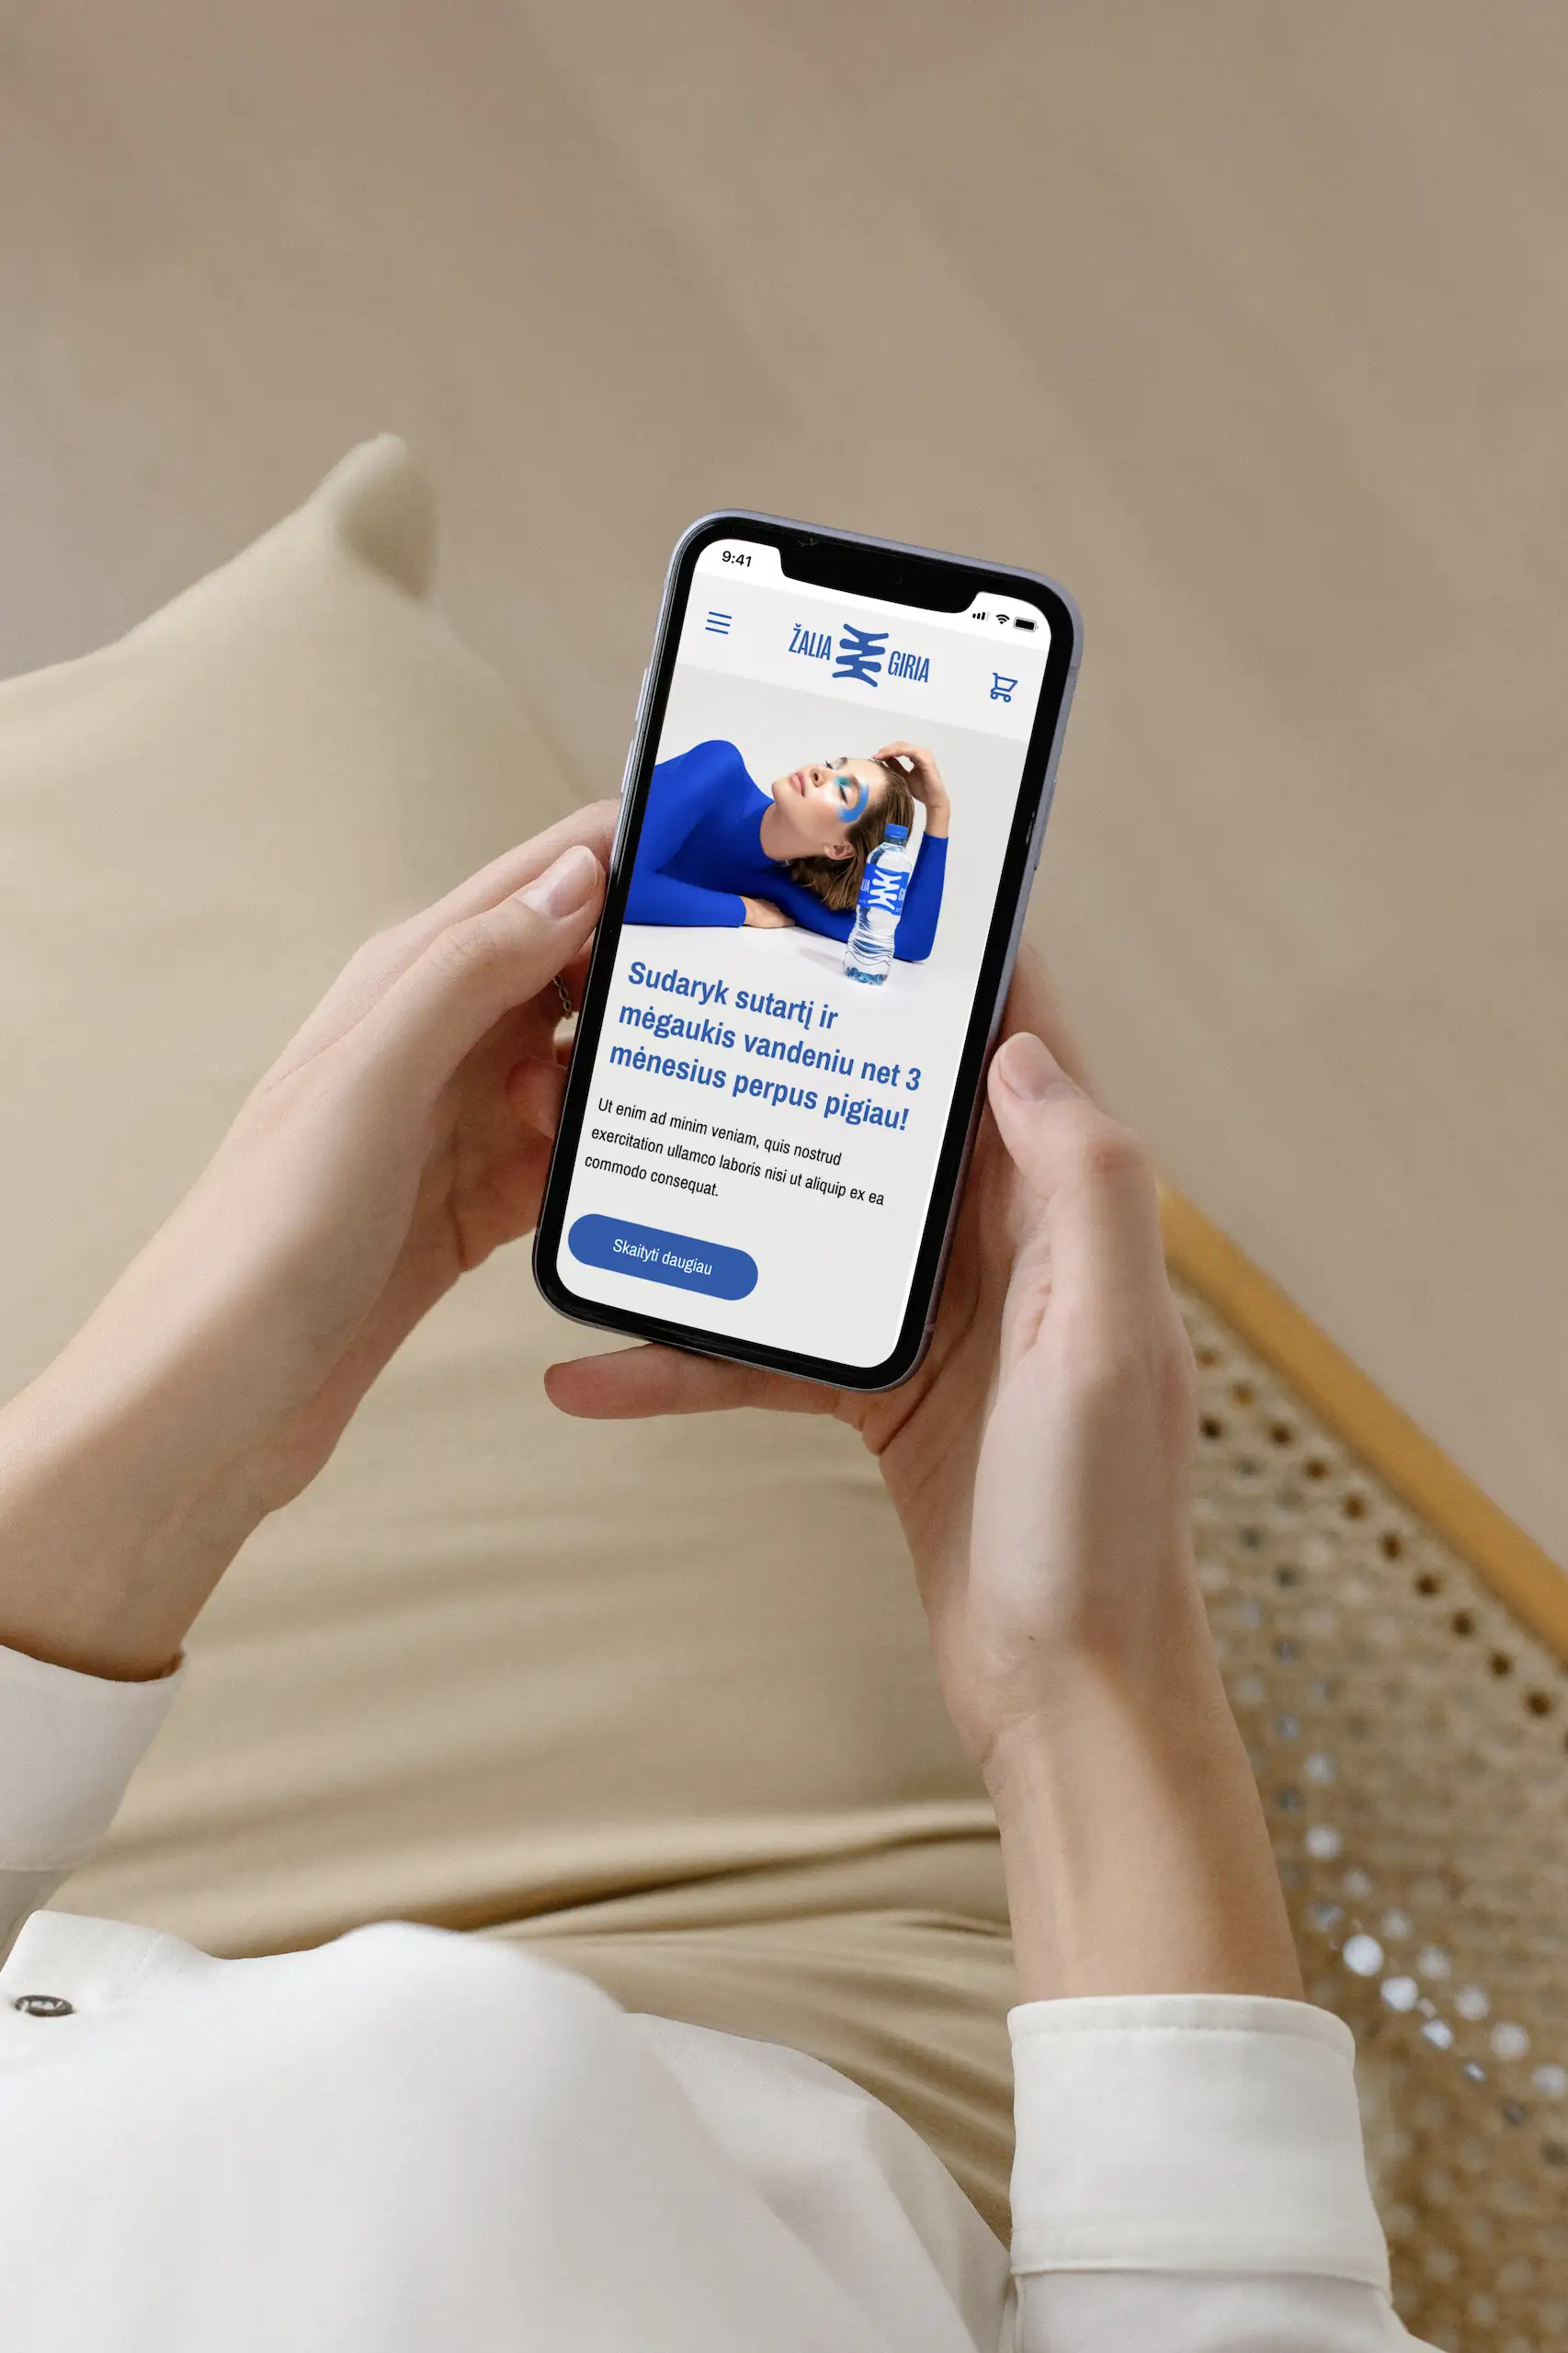 9:41
ŽALIA GIRIA
Sudaryk sutartį ir
mėgaukis vandeniu net 3
mėnesius perpus pigiau!
Ut enim ad minim veniam, quis nostrud
exercitation ullamco laboris nisi ut aliquip ex ea
commodo consequat.
Skaityti daugiau